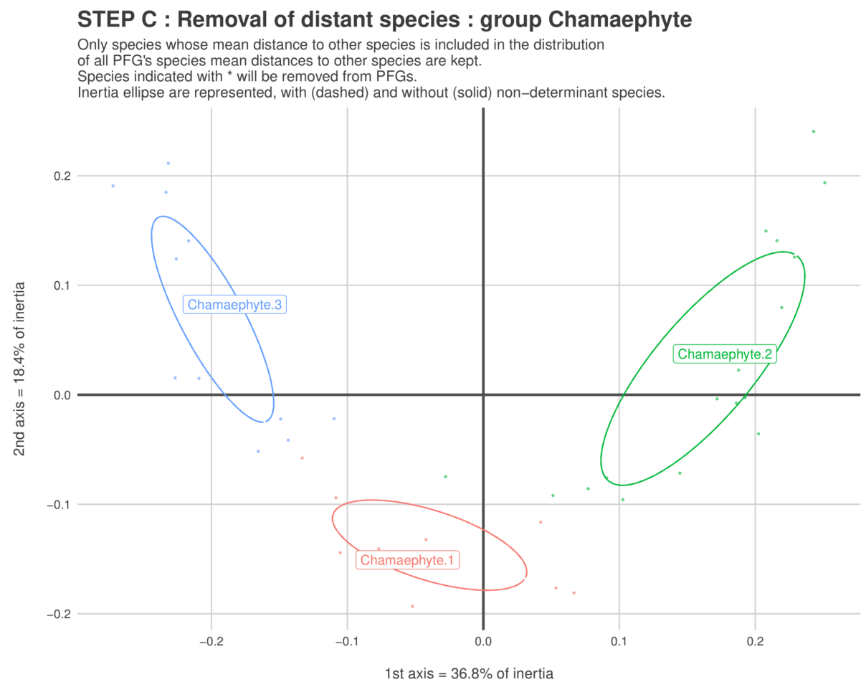 STEP C : Removal of distant species : group Chamaephyte
Only species whose mean distance to other species is included in the distribution
of all PFG's species mean distances to other species are kept.
Species indicated with * will be removed from PFGs.
Inertia ellipse are represented, with (dashed) and without (solid) non−determinant species.
2nd axis = 18.4% of inertia
0.2
0.1
0.0
−0.1
−0.2
Chamaephyte.3
Chamaephyte.2
Chamaephyte.1
−0.2 −0.1 0.0 0.1 0.2
1st axis = 36.8% of inertia